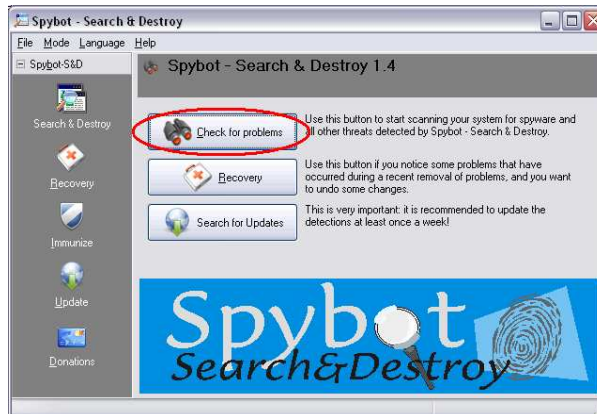 Spybot - Search & Destroy
File Mode Language Help
Spybot-S&D
Search & Destroy
Recovery
Immunize
Update
Donations
Spybot - Search & Destroy 1.4
Check for problems
Use this button to start scanning your system for spyware and
all other threats detected by Spybot - Search & Destroy.
Recovery
Use this button if you notice some problems that have
occurred during a recent removal of problems, and you want
to undo some changes.
Search for Updates
This is very important: it is recommended to update the
detections at least once a week!
Spybot
Search&Destroy